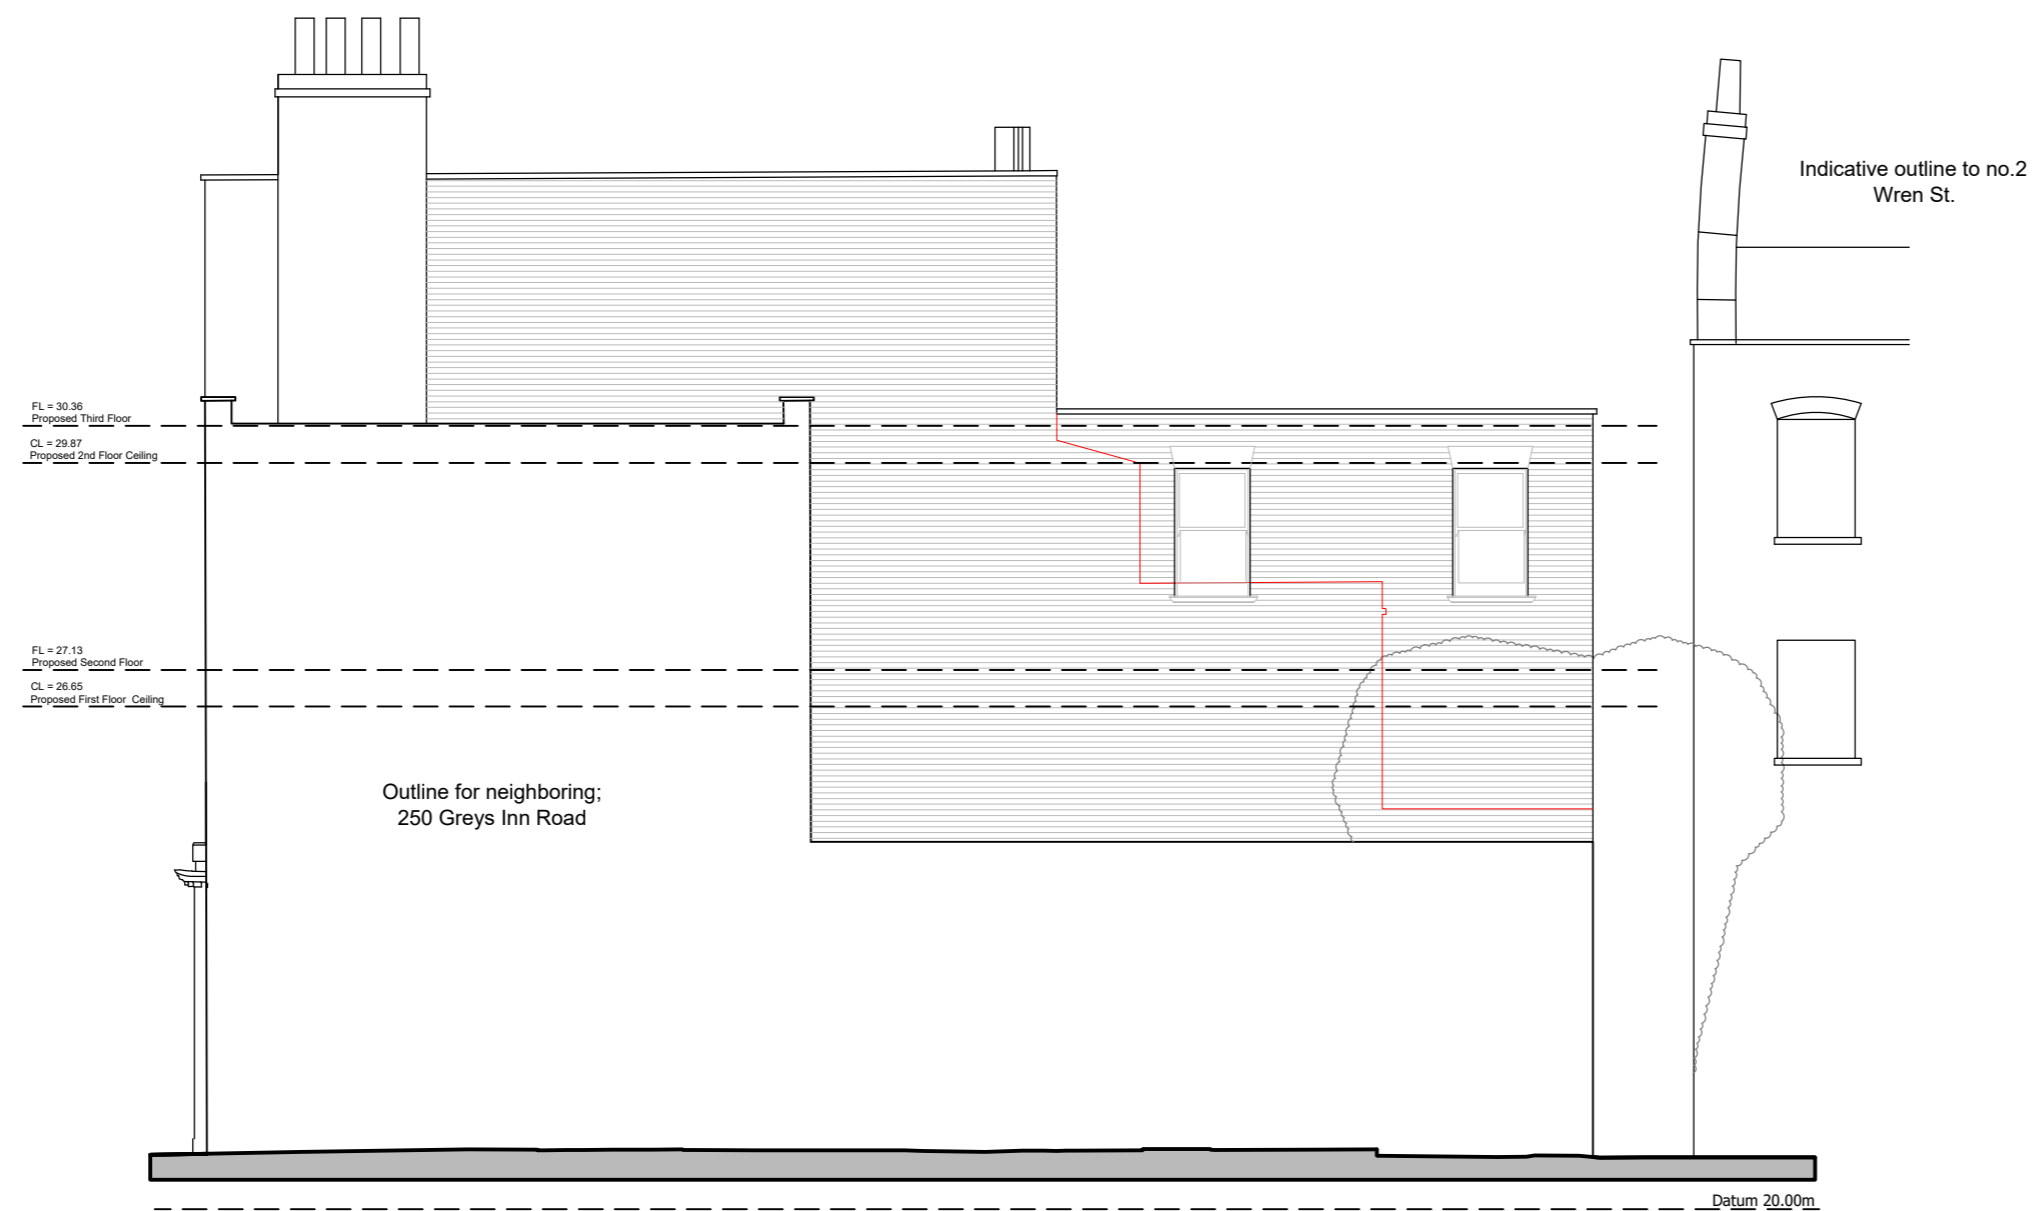 Indicative outline to no.2
Wren St.
FL = 30.36
Proposed Third Floor
CL = 29.87
Proposed 2nd Floor Ceiling
FL = 27.13
Proposed Second Floor
CL = 26.65
Proposed First Floor Ceiling
Outline for neighboring;
250 Greys Inn Road
Datum 20.00m